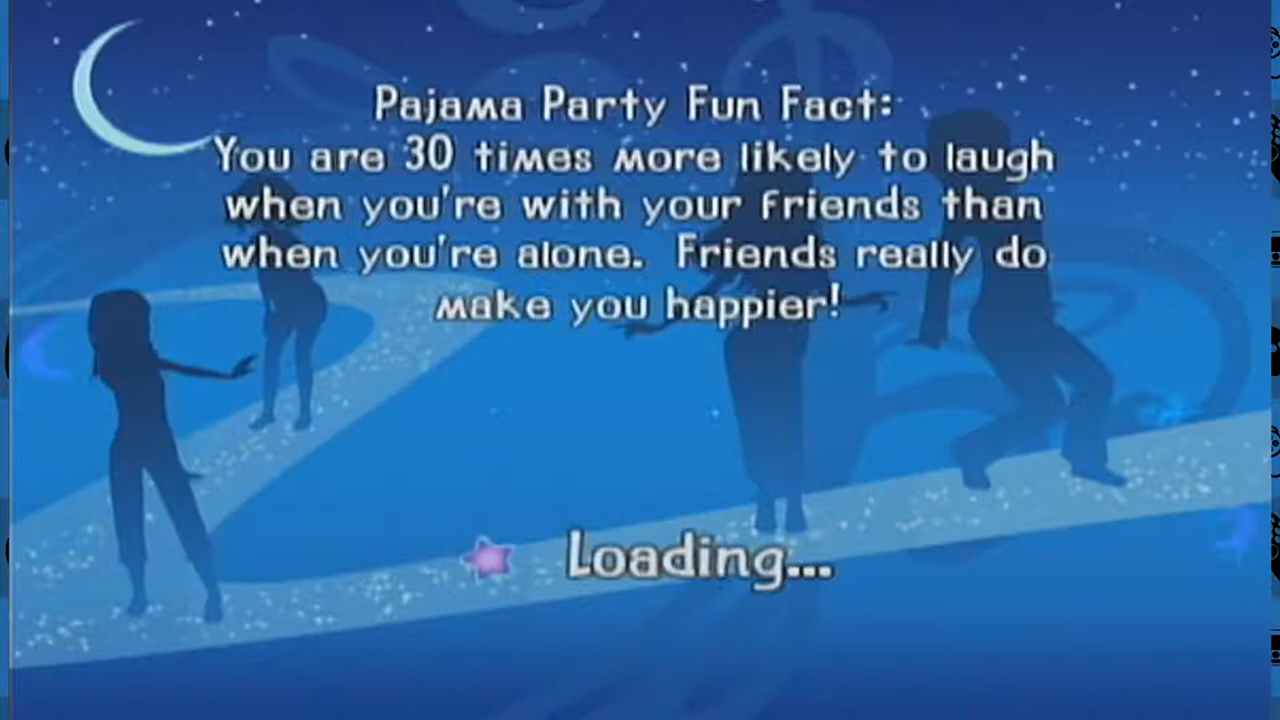 Pajama Party Fun Fact:
You are 30 times more likely to laugh
when you're with your friends than
when you're alone. Friends really do
make you happier!
Loading...